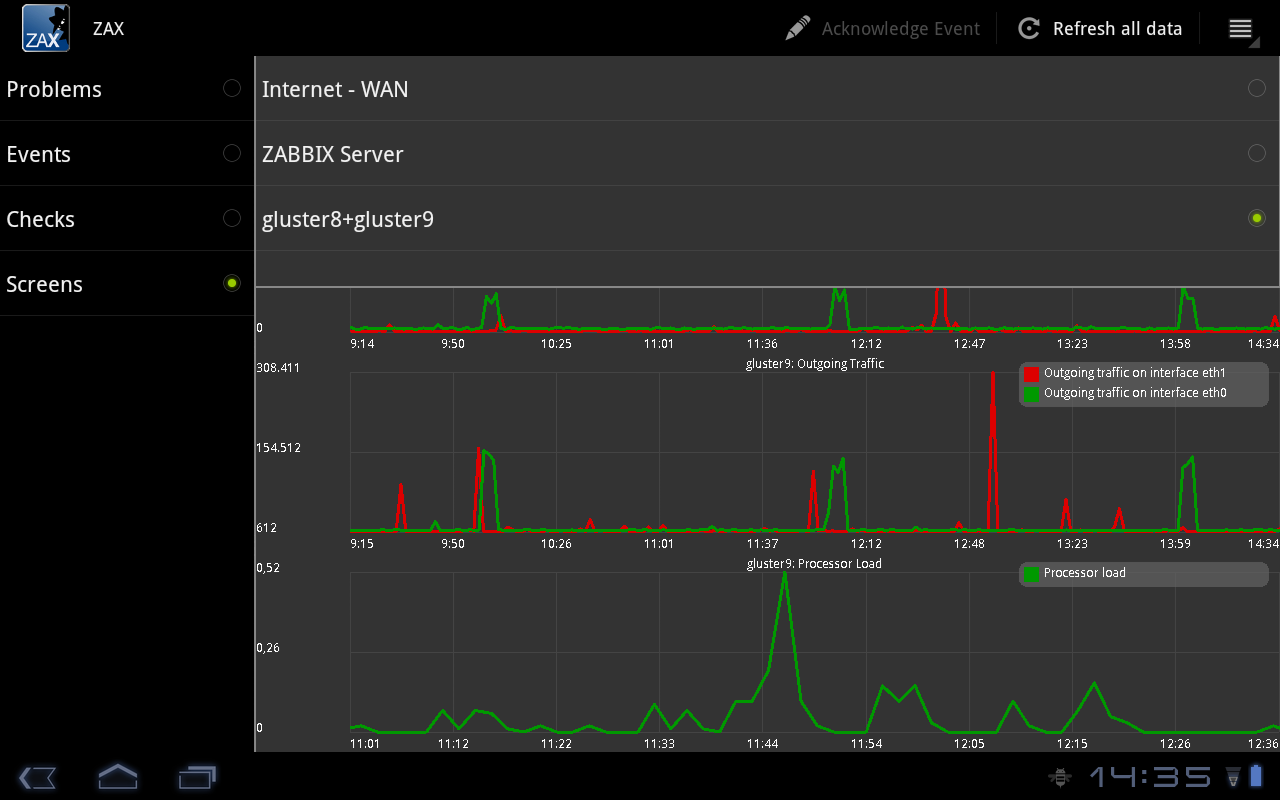 ZAX
ZAX
Acknowledge Event
Refresh all data
Problems
Events
Checks
Screens
Internet - WAN
ZABBIX Server
gluster8+gluster9
0
9:14 9:50 10:25 11:01 11:36 12:12 12:47 13:23 13:58 14:34
gluster9: Outgoing Traffic
308.411
154.512
612
Outgoing traffic on interface eth1
Outgoing traffic on interface eth0
9:15 9:50 10:26 11:01 11:37 12:12 12:48 13:23 13:59 14:34
gluster9: Processor Load
0,52
0,26
0
Processor load
11:01 11:12 11:22 11:33 11:44 11:54 12:05 12:15 12:26 12:36
14:35